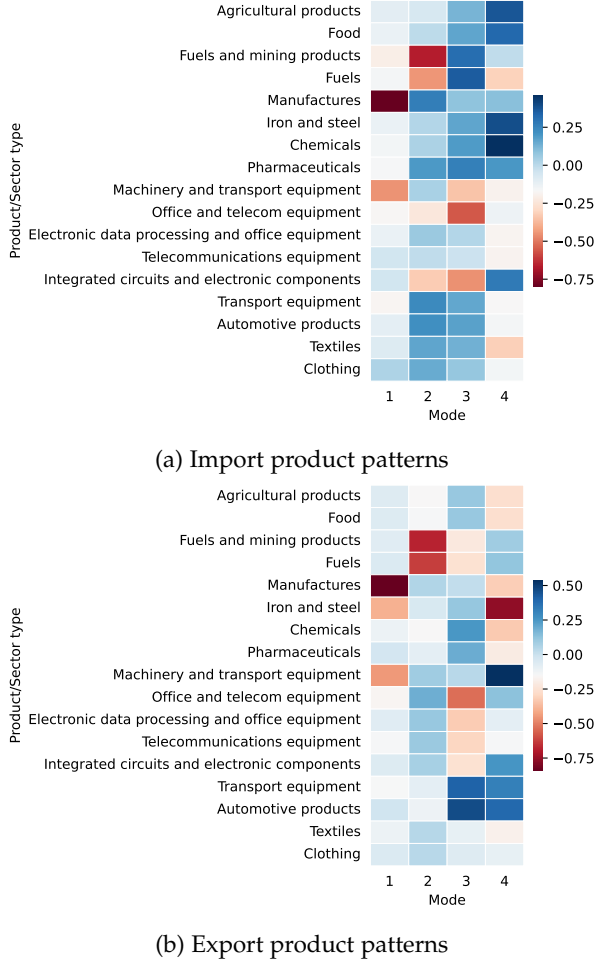 Agricultural products
Food
Fuels and mining products
Fuels
Manufactures
Iron and steel
Chemicals
Pharmaceuticals
Machinery and transport equipment
Office and telecom equipment
Electronic data processing and office equipment
Telecommunications equipment
Integrated circuits and electronic components
Transport equipment
Automotive products
Textiles
Clothing
Product/Sector type
1 2 3 4
Mode
0.25
0.00
−0.25
−0.50
−0.75
(a) Import product patterns
Agricultural products
Food
Fuels and mining products
Fuels
Manufactures
Iron and steel
Chemicals
Pharmaceuticals
Machinery and transport equipment
Office and telecom equipment
Electronic data processing and office equipment
Telecommunications equipment
Integrated circuits and electronic components
Transport equipment
Automotive products
Textiles
Clothing
Product/Sector type
1 2 3 4
Mode
0.50
0.25
0.00
−0.25
−0.50
−0.75
(b) Export product patterns